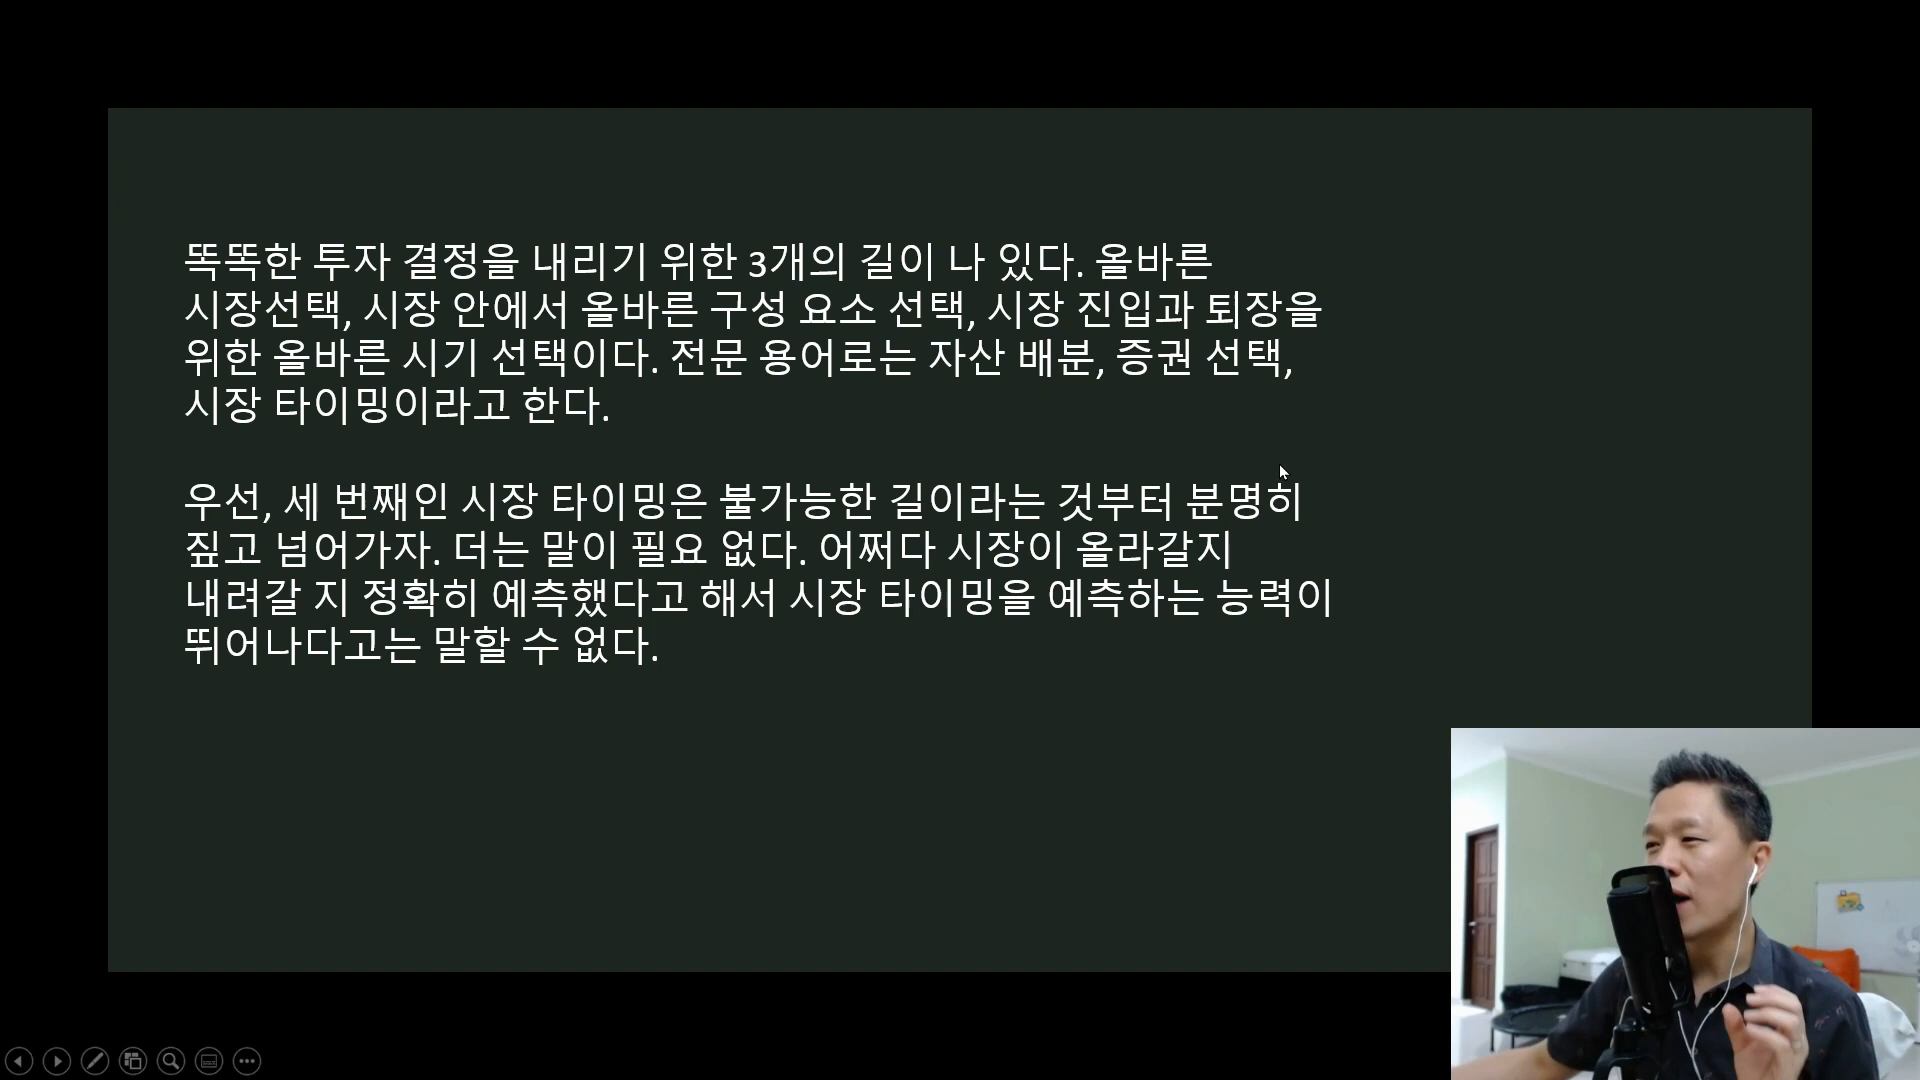 똑똑한 투자 결정을 내리기 위한 3개의 길이 나 있다. 올바른
시장선택, 시장 안에서 올바른 구성 요소 선택, 시장 진입과 퇴장을
위한 올바른 시기 선택이다. 전문 용어로는 자산 배분, 증권 선택,
시장 타이밍이라고 한다.
우선, 세 번째인 시장 타이밍은 불가능한 길이라는 것부터 분명히
짚고 넘어가자. 더는 말이 필요 없다. 어쩌다 시장이 올라갈지
내려갈 지 정확히 예측했다고 해서 시장 타이밍을 예측하는 능력이
뛰어나다고는 말할 수 없다.